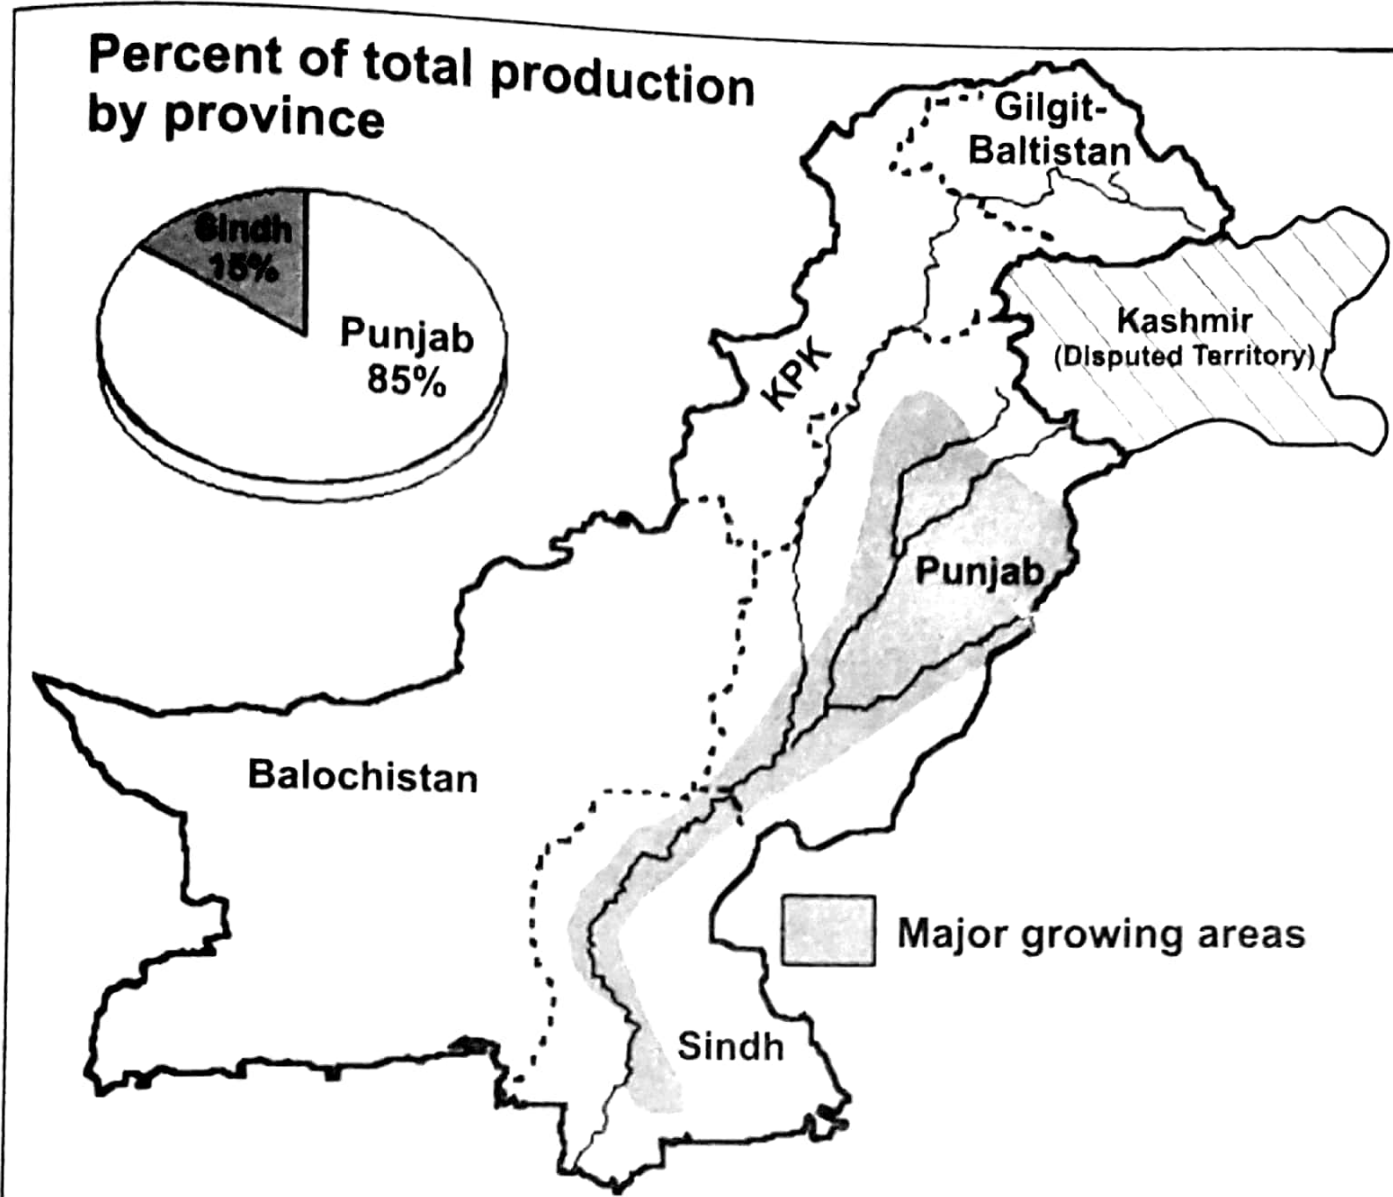 Percent of total production
by province
Sindh
15%
Punjab
85%
Gilgit-
Baltistan
Kashmir
(Disputed Territory)
KPK
Punjab
Balochistan
Major growing areas
Sindh